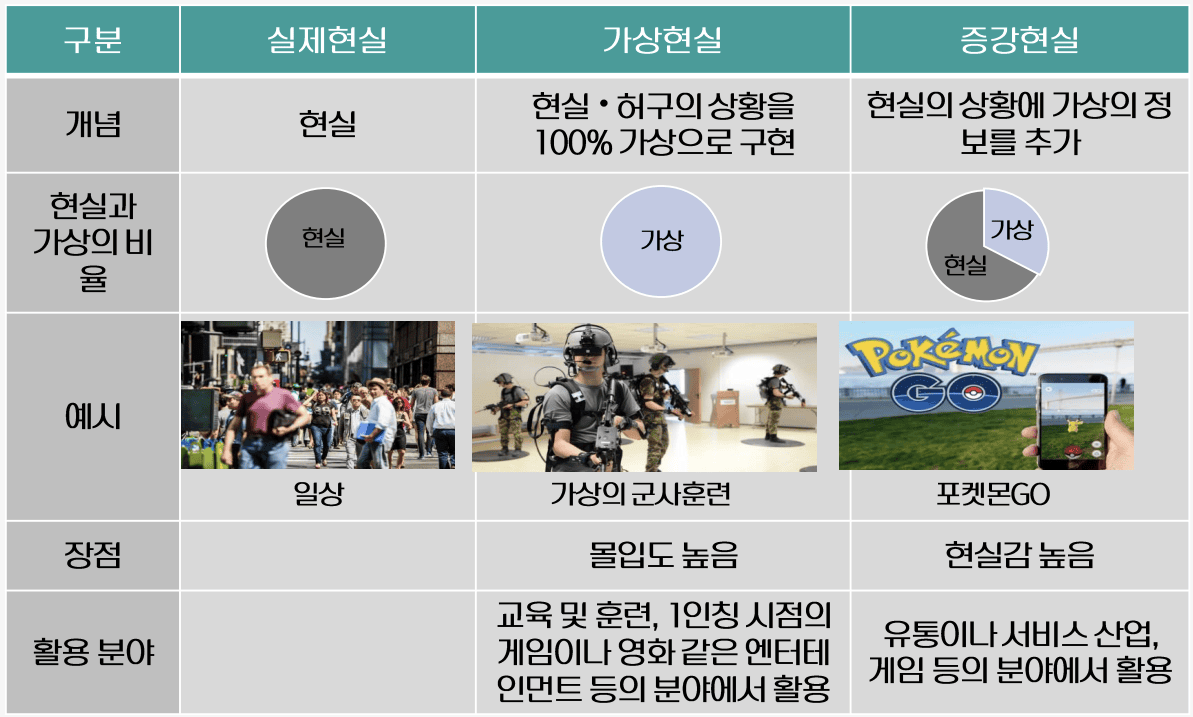 구분
실제현실
가상현실
증강현실
개념
현실
현실•허구의 상황을
100% 가상으로 구현
현실의 상황에 가상의 정
보를 추가
현실과
가상의 비
율
현실
가상
가상
현실
예시
POKéMON
GO
일상
가상의 군사훈련
포켓몬GO
장점
몰입도 높음
현실감 높음
활용 분야
교육 및 훈련, 1인칭 시점의
게임이나 영화 같은 엔터테
인먼트 등의 분야에서 활용
유통이나 서비스 산업,
게임 등의 분야에서 활용